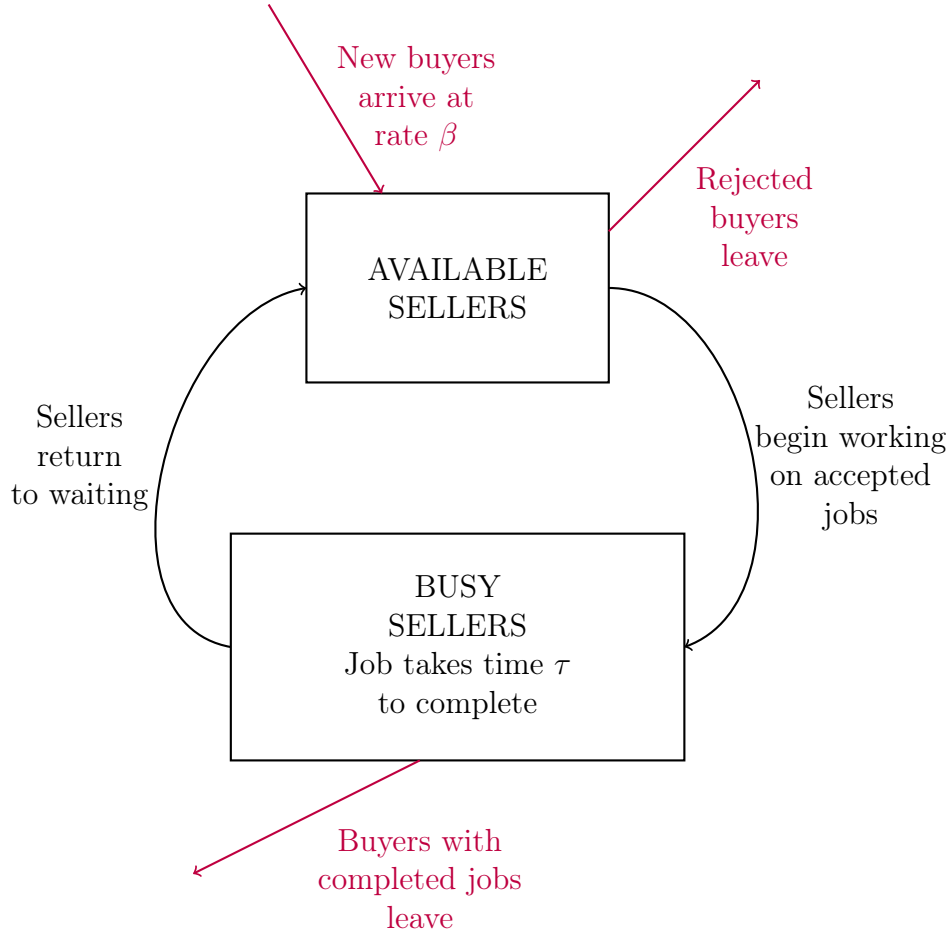 New buyers
arrive at
rate β
Rejected
buyers
leave
AVAILABLE
SELLERS
Sellers
return
to waiting
Sellers
begin working
on accepted
jobs
BUSY
SELLERS
Job takes time τ
to complete
Buyers with
completed jobs
leave